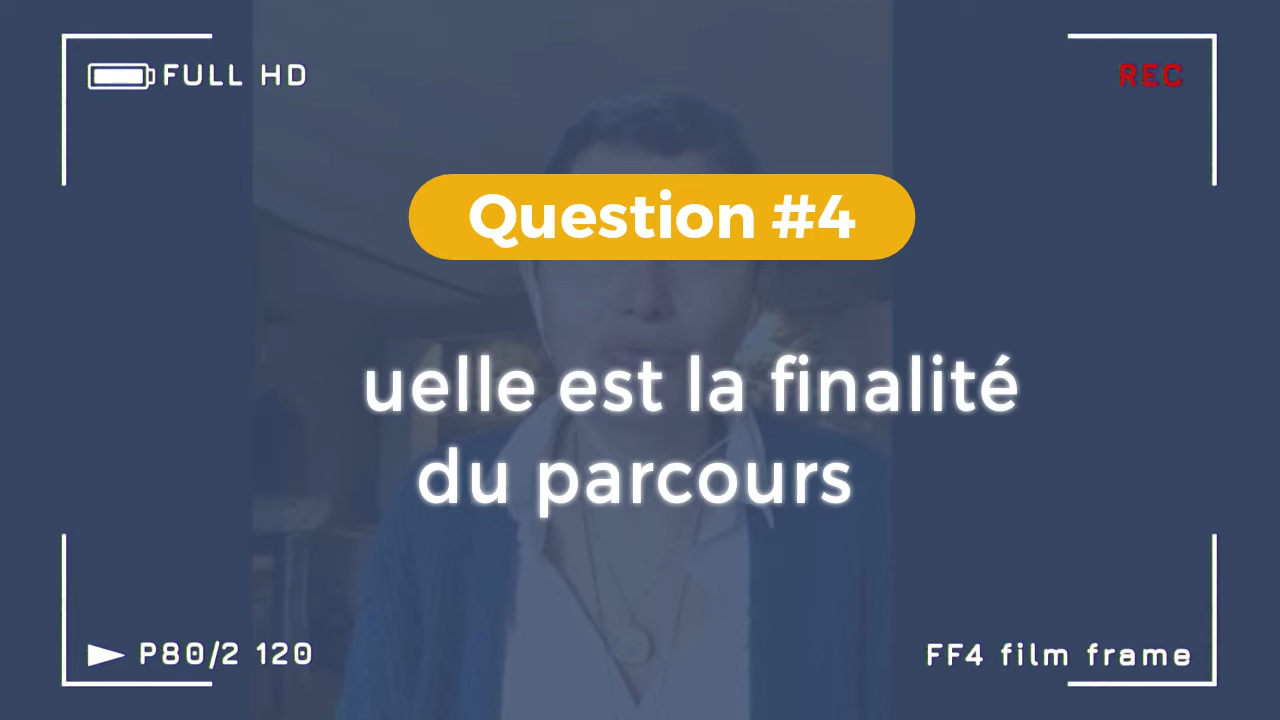 FULL HD
REC
Question #4
uelle est la finalité
du parcours
P80/2 120
FF4 film frame